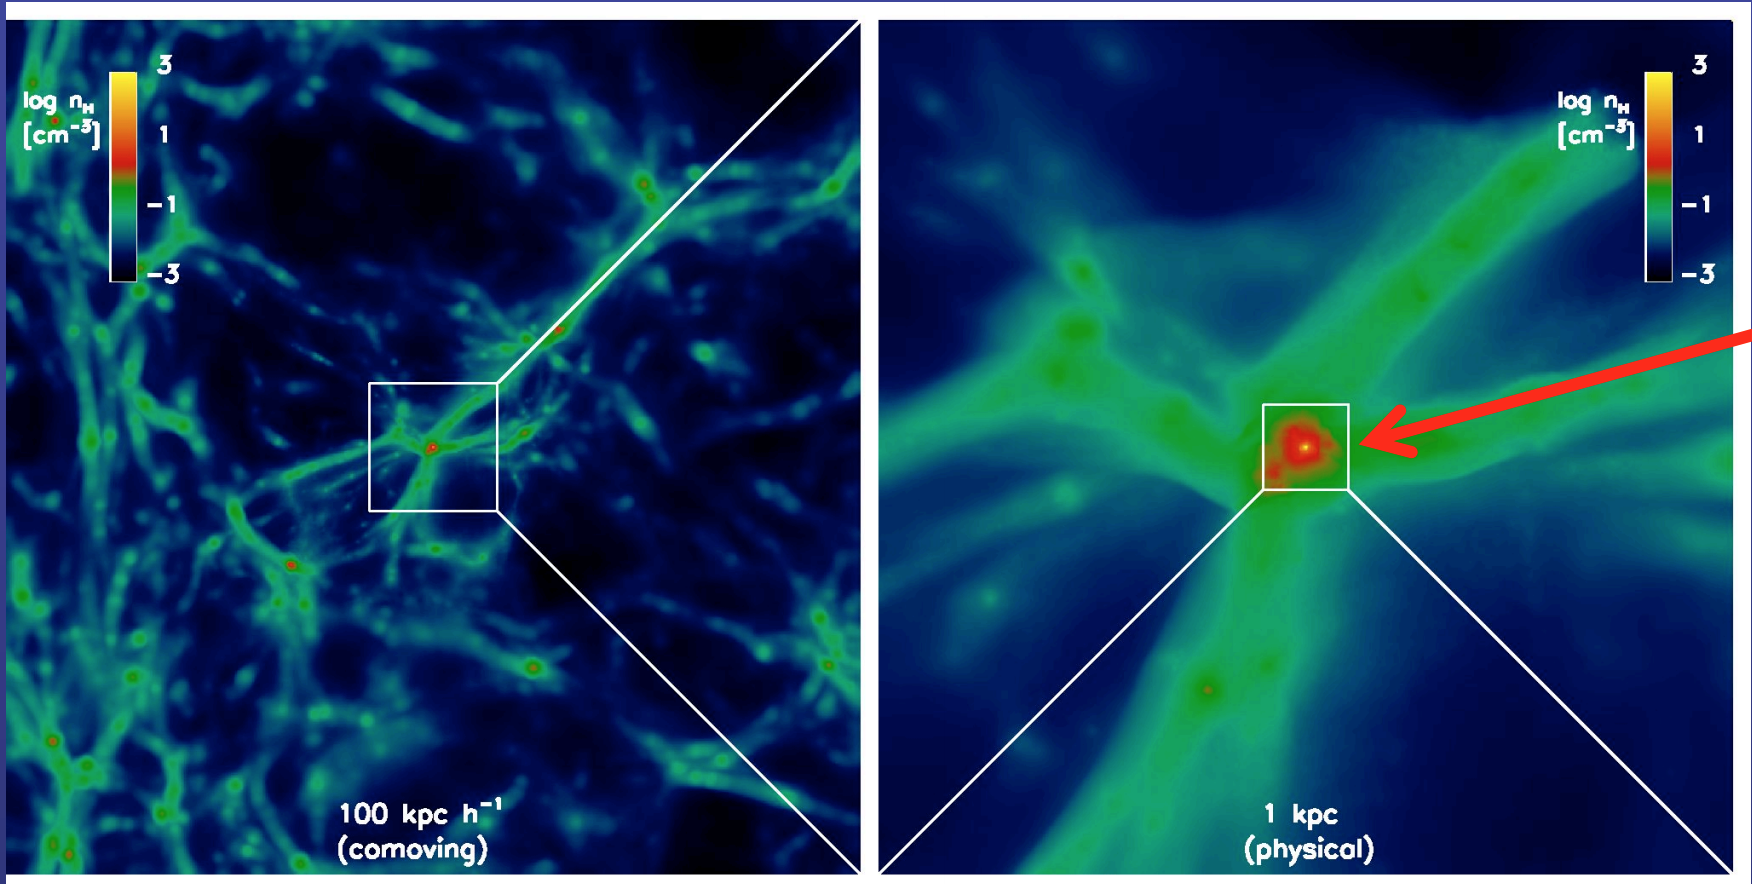 3
log n_H
[cm⁻³]
1
−1
−3
100 kpc h⁻¹
(comoving)
3
log n_H
[cm⁻³]
1
−1
−3
1 kpc
(physical)